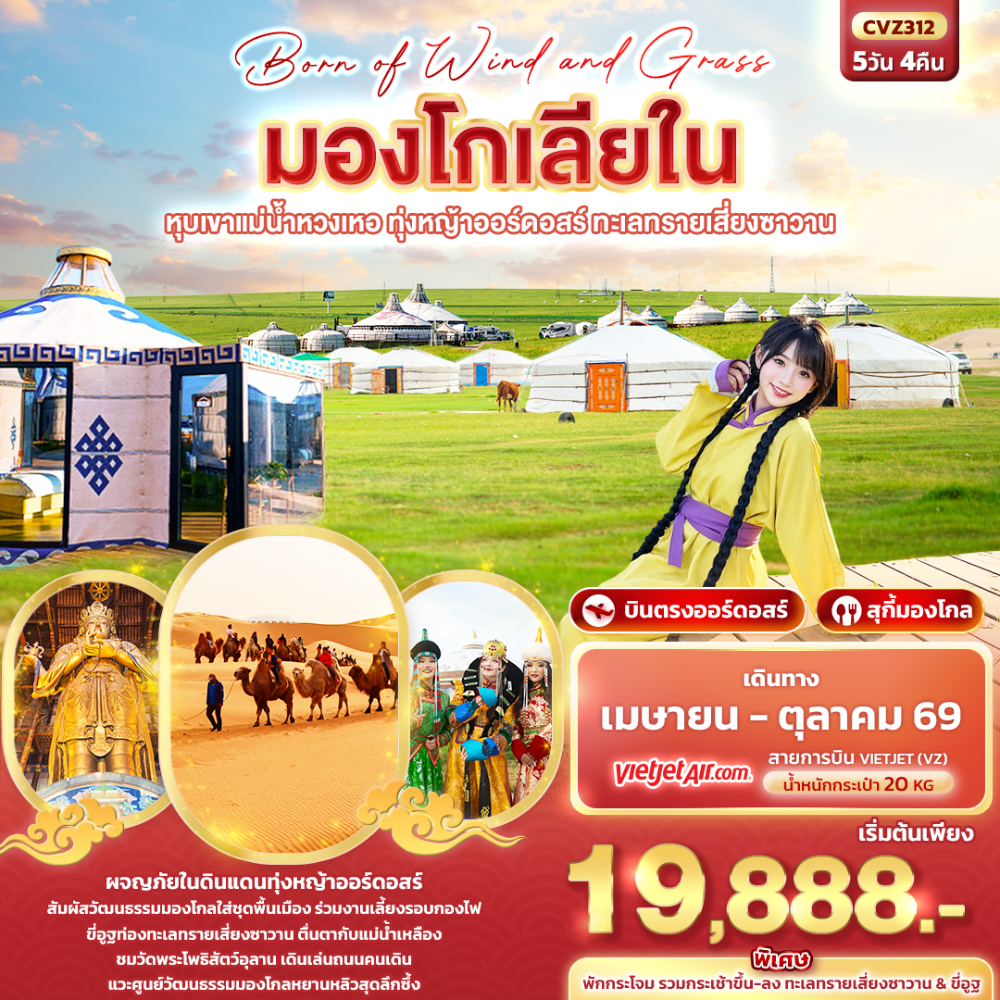 CVZ312
5วัน 4คืน
Born of Wind and Grass
มองโกเลียใน
หุบเขาแม่น้ำหวงเหอ ทุ่งหญ้าออร์ดอสร์ ทะเลทรายเสี่ยงซาวาน
บินตรงออร์ดอสร์
สุกี้มองโกล
เดินทาง
เมษายน - ตุลาคม 69
สายการบิน VIETJET (VZ)
vietjetAir.com
น้ำหนักกระเป๋า 20 KG
เริ่มต้นเพียง
19,888.-
พิเศษ
พักกระโจม รวมกระเช้าขึ้น-ลง ทะเลทรายเสี่ยงซาวาน & ขี่อูฐ
ผจญภัยในดินแดนทุ่งหญ้าออร์ดอสร์
สัมผัสวัฒนธรรมมองโกลใส่ชุดพื้นเมือง ร่วมงานเลี้ยงรอบกองไฟ
ขี่อูฐท่องทะเลทรายเสี่ยงซาวาน ตื่นตากับแม่น้ำเหลือง
ชมวัดพระโพธิสัตว์อุลาน เดินเล่นถนนคนเดิน
แวะศูนย์วัฒนธรรมมองโกลหยานหลิวสุดลึกซึ้ง